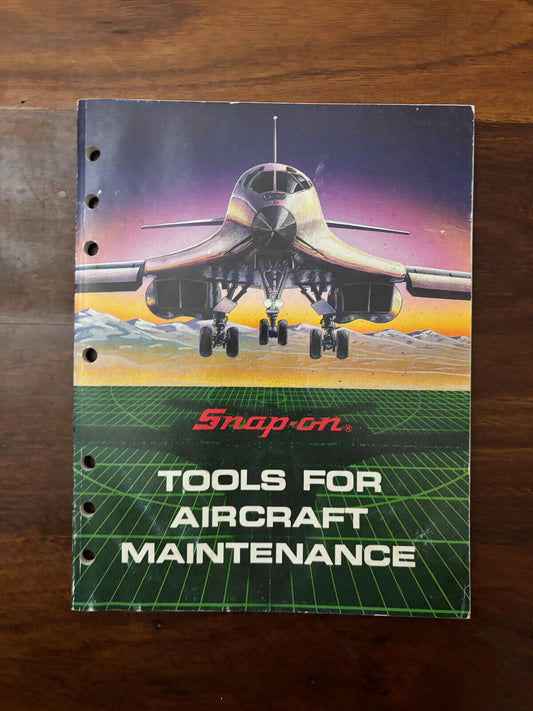 Snap-on®
TOOLS FOR
AIRCRAFT
MAINTENANCE